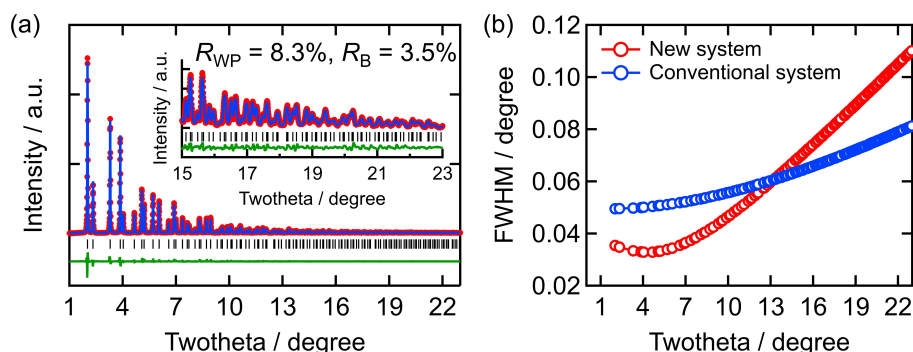 (a)
R_WP = 8.3%, R_B = 3.5%
Intensity / a.u.
Intensity / a.u.
15 17 19 21 23
Twotheta / degree
1 4 7 10 13 16 19 22
Twotheta / degree
(b)
New system
Conventional system
FWHM / degree
0.12
0.10
0.08
0.06
0.04
0.02
1 4 7 10 13 16 19 22
Twotheta / degree